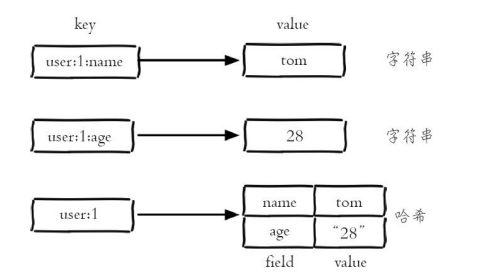 key value
user:1:name tom 字符串
user:1:age 28 字符串
user:1 name tom 哈希
age “28”
field value